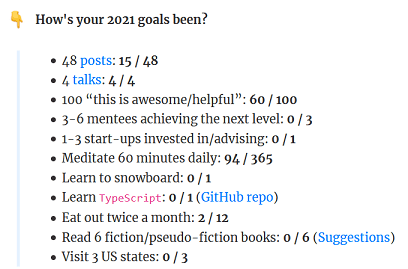 👇 How's your 2021 goals been?
• 48 posts: 15 / 48
• 4 talks: 4 / 4
• 100 “this is awesome/helpful”: 60 / 100
• 3-6 mentees achieving the next level: 0 / 3
• 1-3 start-ups invested in/advising: 0 / 1
• Meditate 60 minutes daily: 94 / 365
• Learn to snowboard: 0 / 1
• Learn TypeScript: 0 / 1 (GitHub repo)
• Eat out twice a month: 2 / 12
• Read 6 fiction/pseudo-fiction books: 0 / 6 (Suggestions)
• Visit 3 US states: 0 / 3